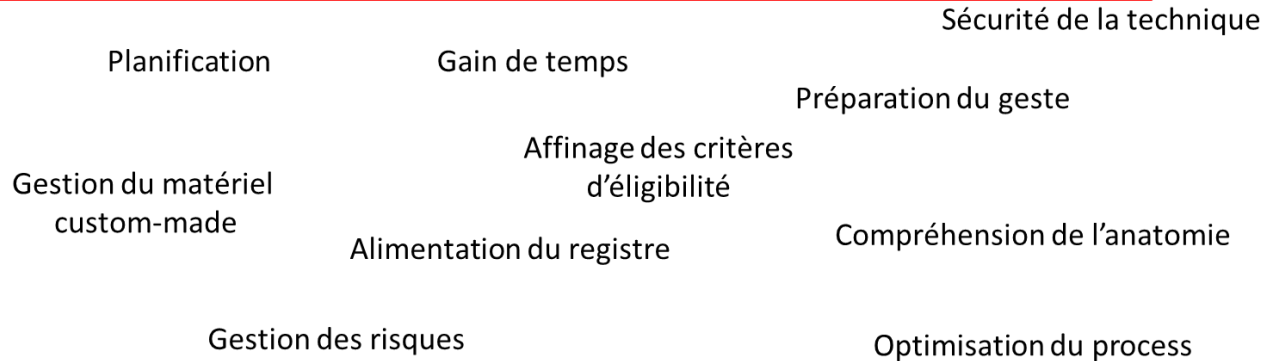 Sécurité de la technique
Planification
Gain de temps
Préparation du geste
Affinage des critères
d’éligibilité
Gestion du matériel
custom-made
Alimentation du registre
Compréhension de l’anatomie
Gestion des risques
Optimisation du process